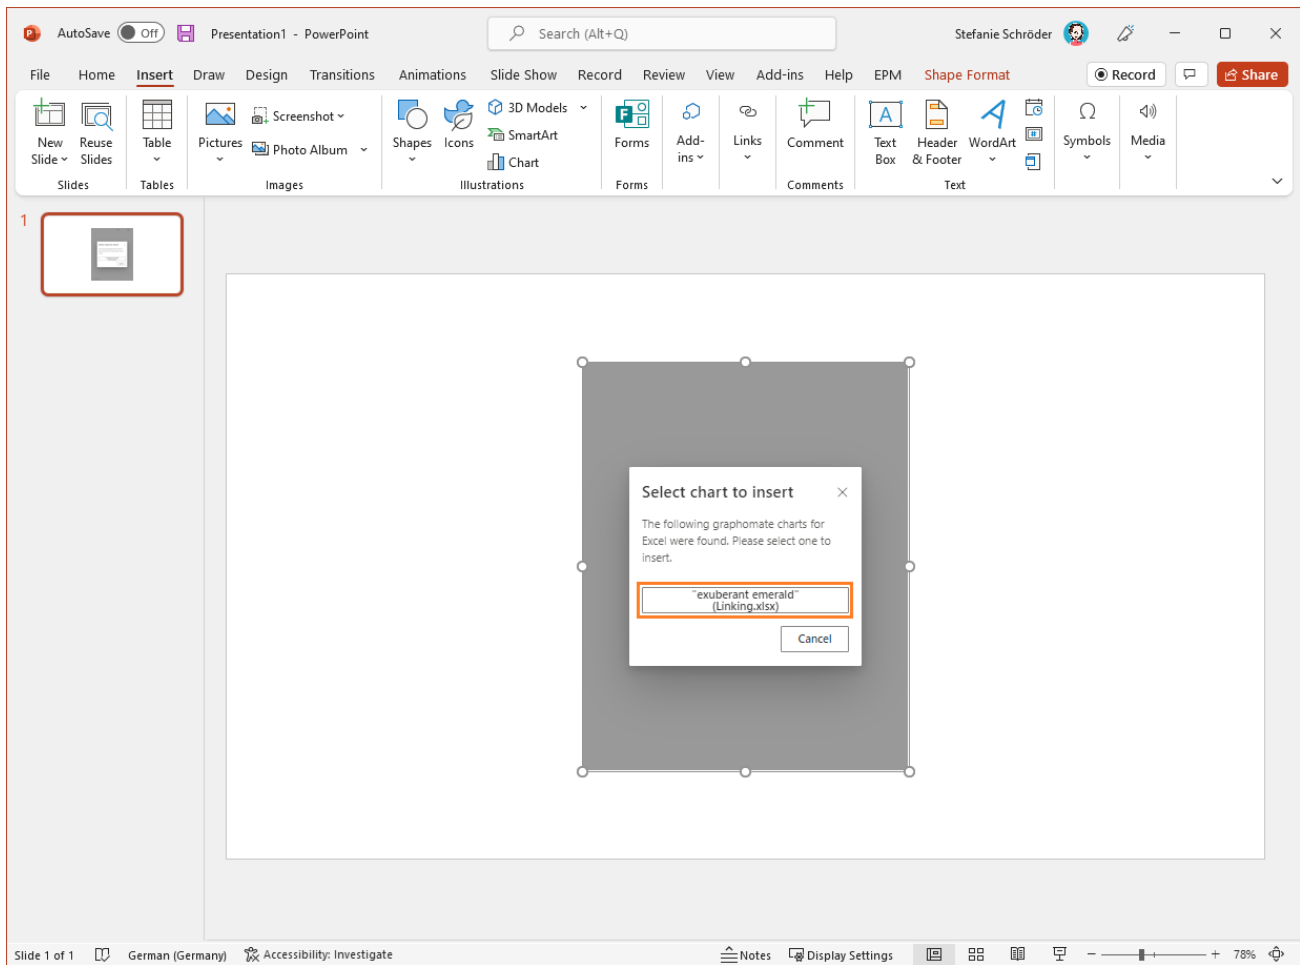 AutoSave Off Presentation1 - PowerPoint Search (Alt+Q) Stefanie Schröder
File Home Insert Draw Design Transitions Animations Slide Show Record Review View Add-ins Help EPM Shape Format Record Share
New Slide Reuse Slides Table Pictures Screenshot Photo Album Shapes Icons 3D Models SmartArt Chart Forms Add-ins Links Comment Text Box Header & Footer WordArt Symbols Media
Slides Tables Images Illustrations Forms Comments Text
1
Select chart to insert
The following graphomate charts for
Excel were found. Please select one to
insert.
"exuberant emerald"
(Linking.xlsx)
Cancel
Slide 1 of 1 German (Germany) Accessibility: Investigate Notes Display Settings 78%